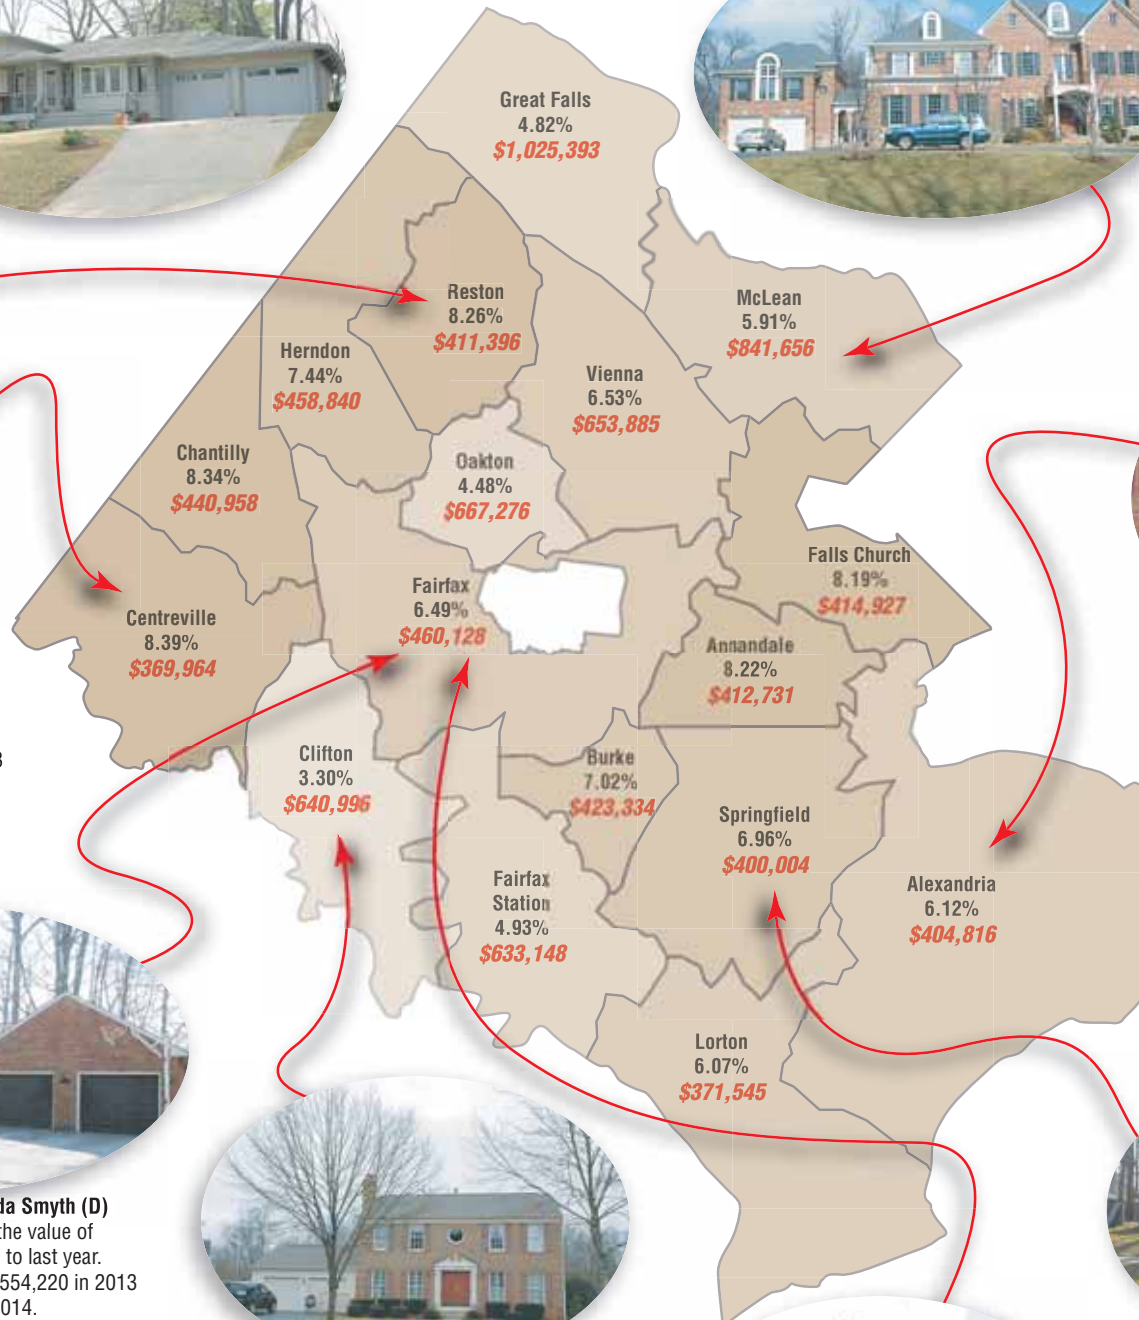 Great Falls
4.82%
$1,025,393
Reston
8.26%
$411,396
McLean
5.91%
$841,656
Herndon
7.44%
$458,840
Vienna
6.53%
$653,885
Chantilly
8.34%
$440,958
Oakton
4.48%
$667,276
Falls Church
8.19%
$414,927
Centreville
8.39%
$369,964
Fairfax
6.49%
$460,128
Annandale
8.22%
$412,731
Clifton
3.30%
$640,996
Burke
7.02%
$423,334
Springfield
6.96%
$400,004
Fairfax
Station
4.93%
$633,148
Alexandria
6.12%
$404,816
Lorton
6.07%
$371,545
da Smyth (D)
the value of
to last year.
554,220 in 2013
014.